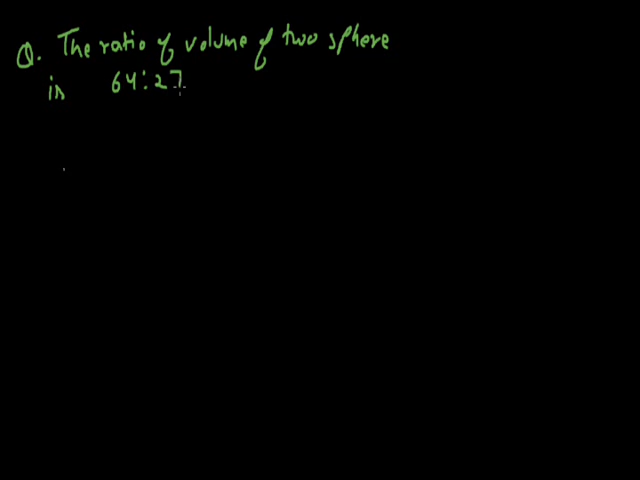 Q. The ratio of volume of two sphere
is 64:27